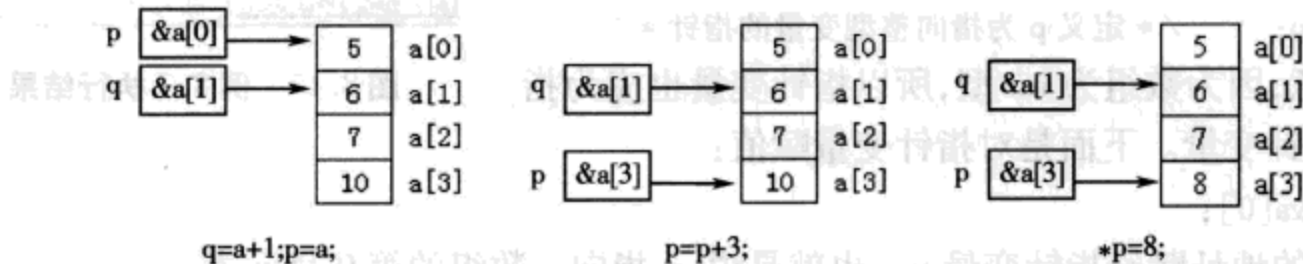 p &a[0] 5 a[0]
q &a[1] 6 a[1]
7 a[2]
10 a[3]
q=a+1;p=a;
5 a[0]
q &a[1] 6 a[1]
7 a[2]
p &a[3] 10 a[3]
p=p+3;
5 a[0]
q &a[1] 6 a[1]
7 a[2]
p &a[3] 8 a[3]
*p=8;